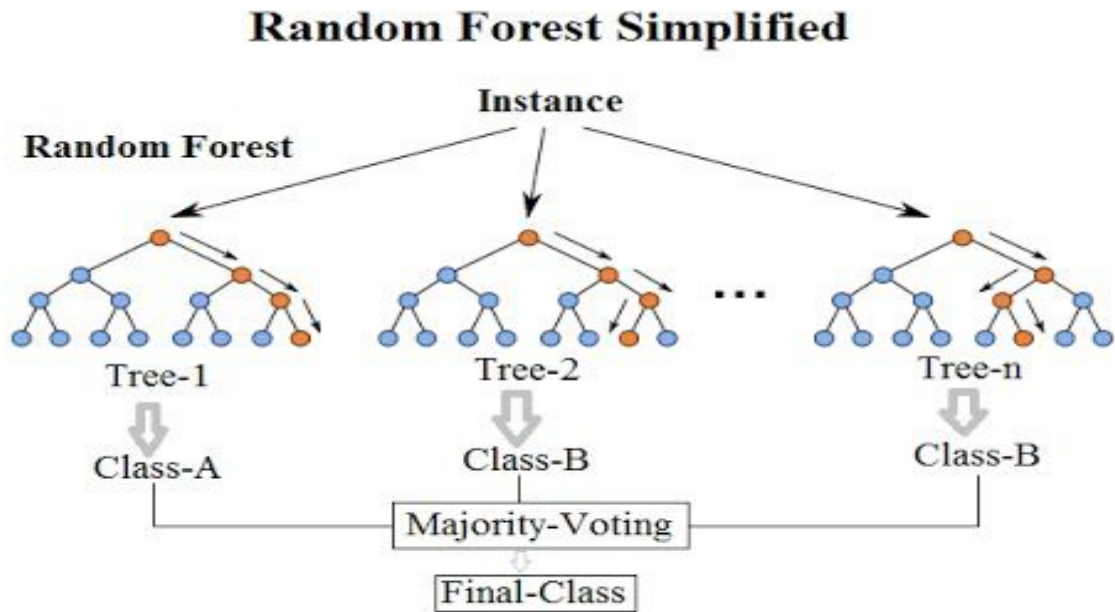 Random Forest Simplified
Instance
Random Forest
...
Tree-1
Tree-2
Tree-n
Class-A
Class-B
Class-B
Majority-Voting
Final-Class